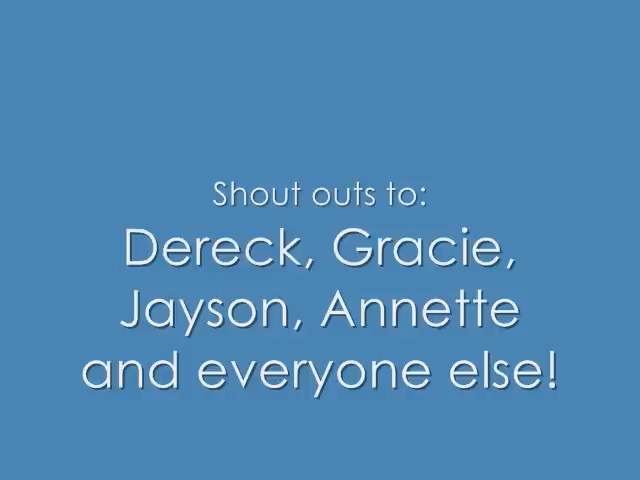 Shout outs to:
Dereck, Gracie,
Jayson, Annette
and everyone else!